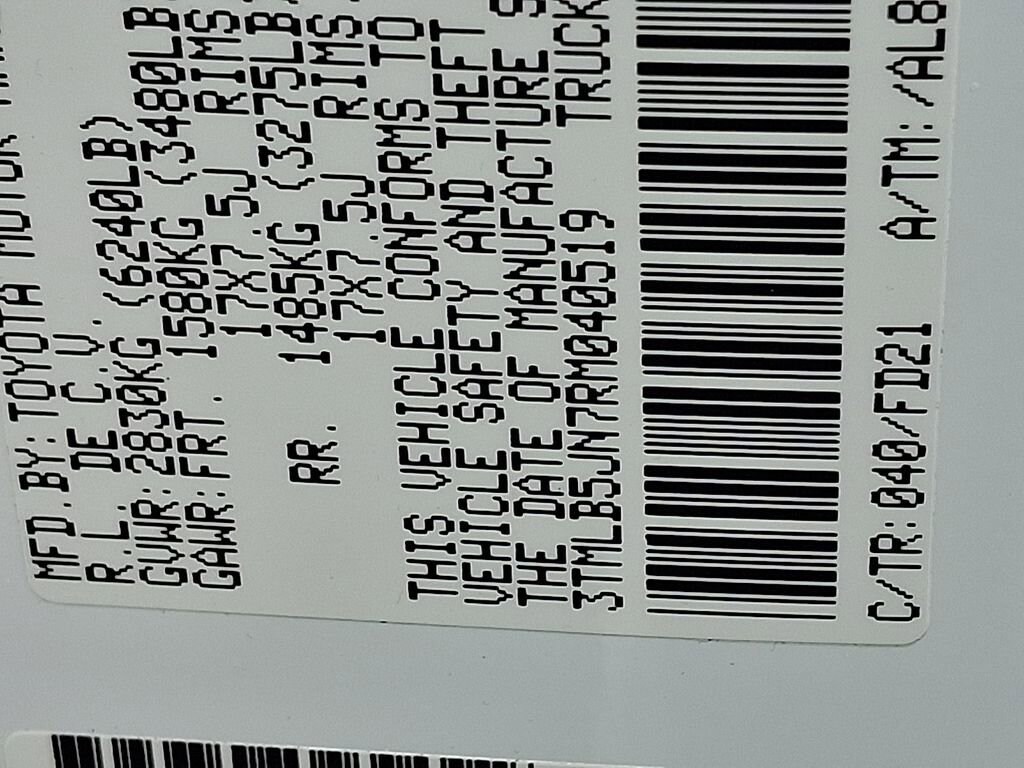 MFD.BY:TOYOTA MOTOR
R.L. DE C.V.
GVWR:2830KG (6240LB)
GAWR:FRT. 1580KG (3480LB
17X7.5J RIMS
RR. 1485KG (3275LB
17X7.5J RIMS
THIS VEHICLE CONFORMS TO
VEHICLE SAFETY AND THEFT
THE DATE OF MANUFACTURE S
3TMLB5JN7RM040519 TRUCK
C/TR:040/FD21 A/TM:/AL8